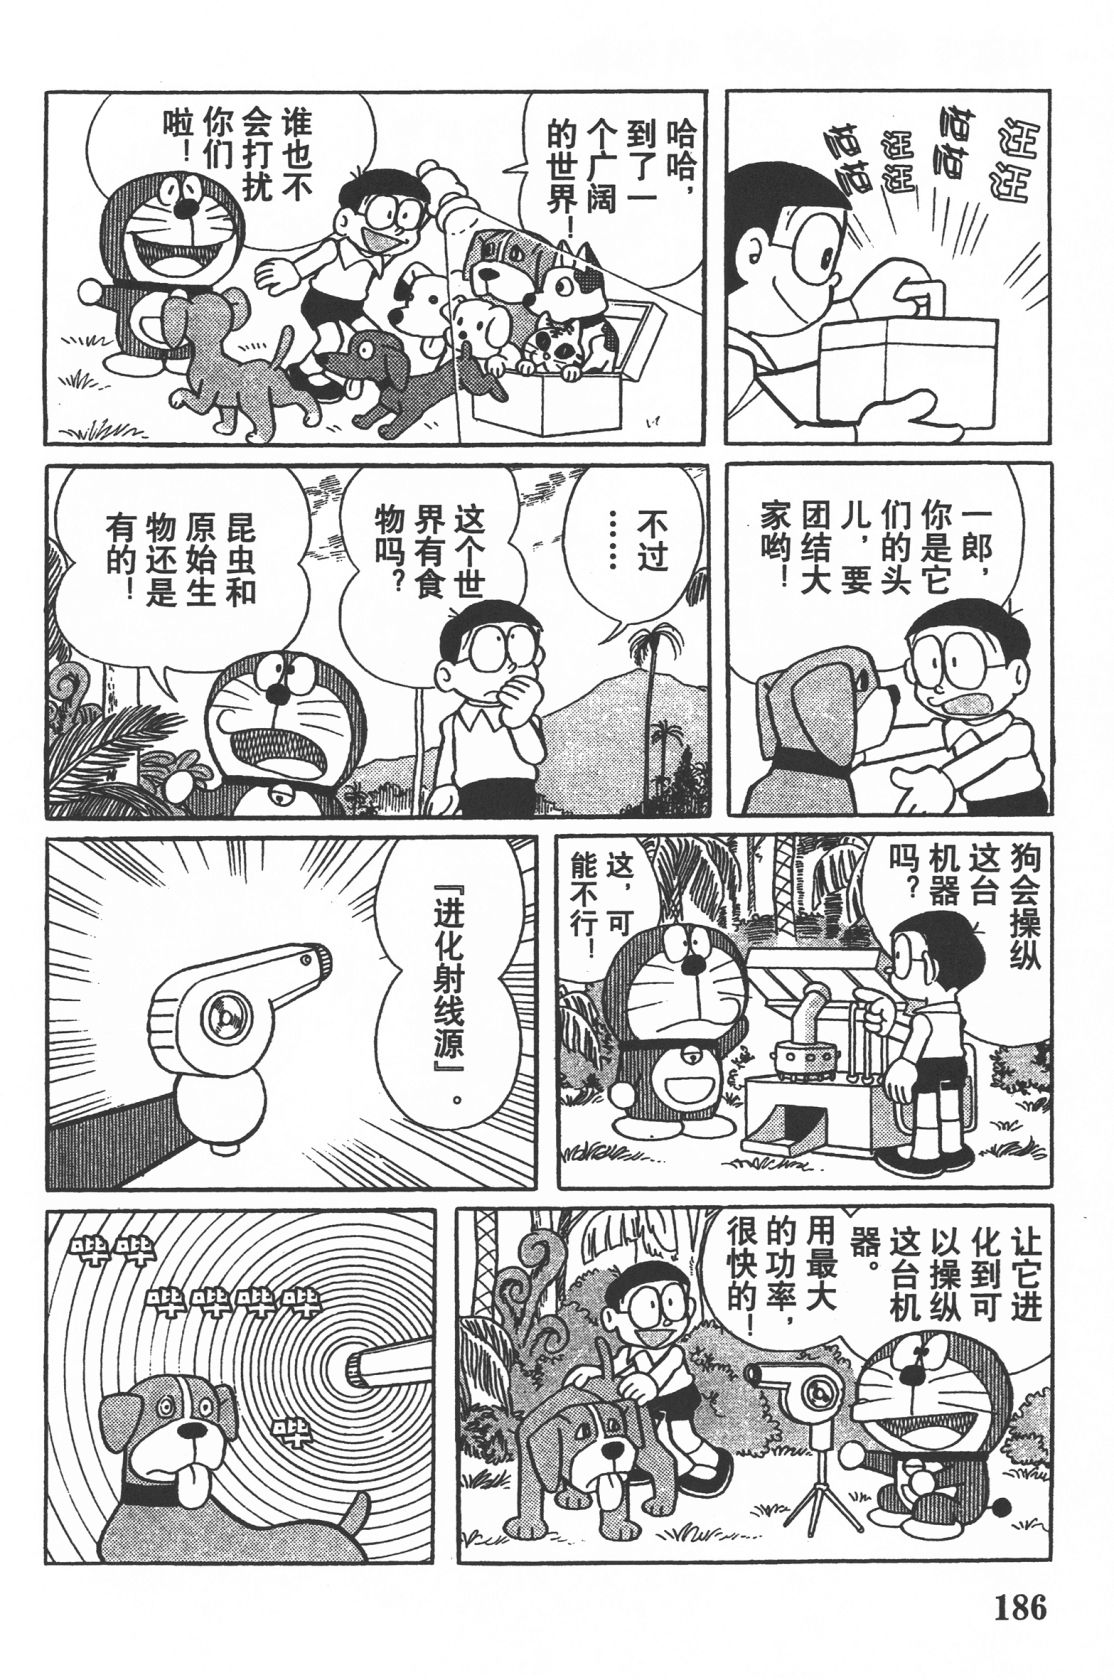 汪汪
汪汪
哈哈，
到了一
个广阔
的世界！
谁也不
会打扰
你们
啦！
一郎，
你是它
们的头
儿，要
团结大
家哟！
不过
……
这个世
界有食
物吗？
昆虫和
原始生
物还是
有的！
狗会操纵
这台
机器
吗？
这，可
能不行！
『进化射线源』。
让它进
化到可
以操纵
这台机
器。
用最大
的功率，
很快的！
哔哔
哔哔哔哔
哔
186